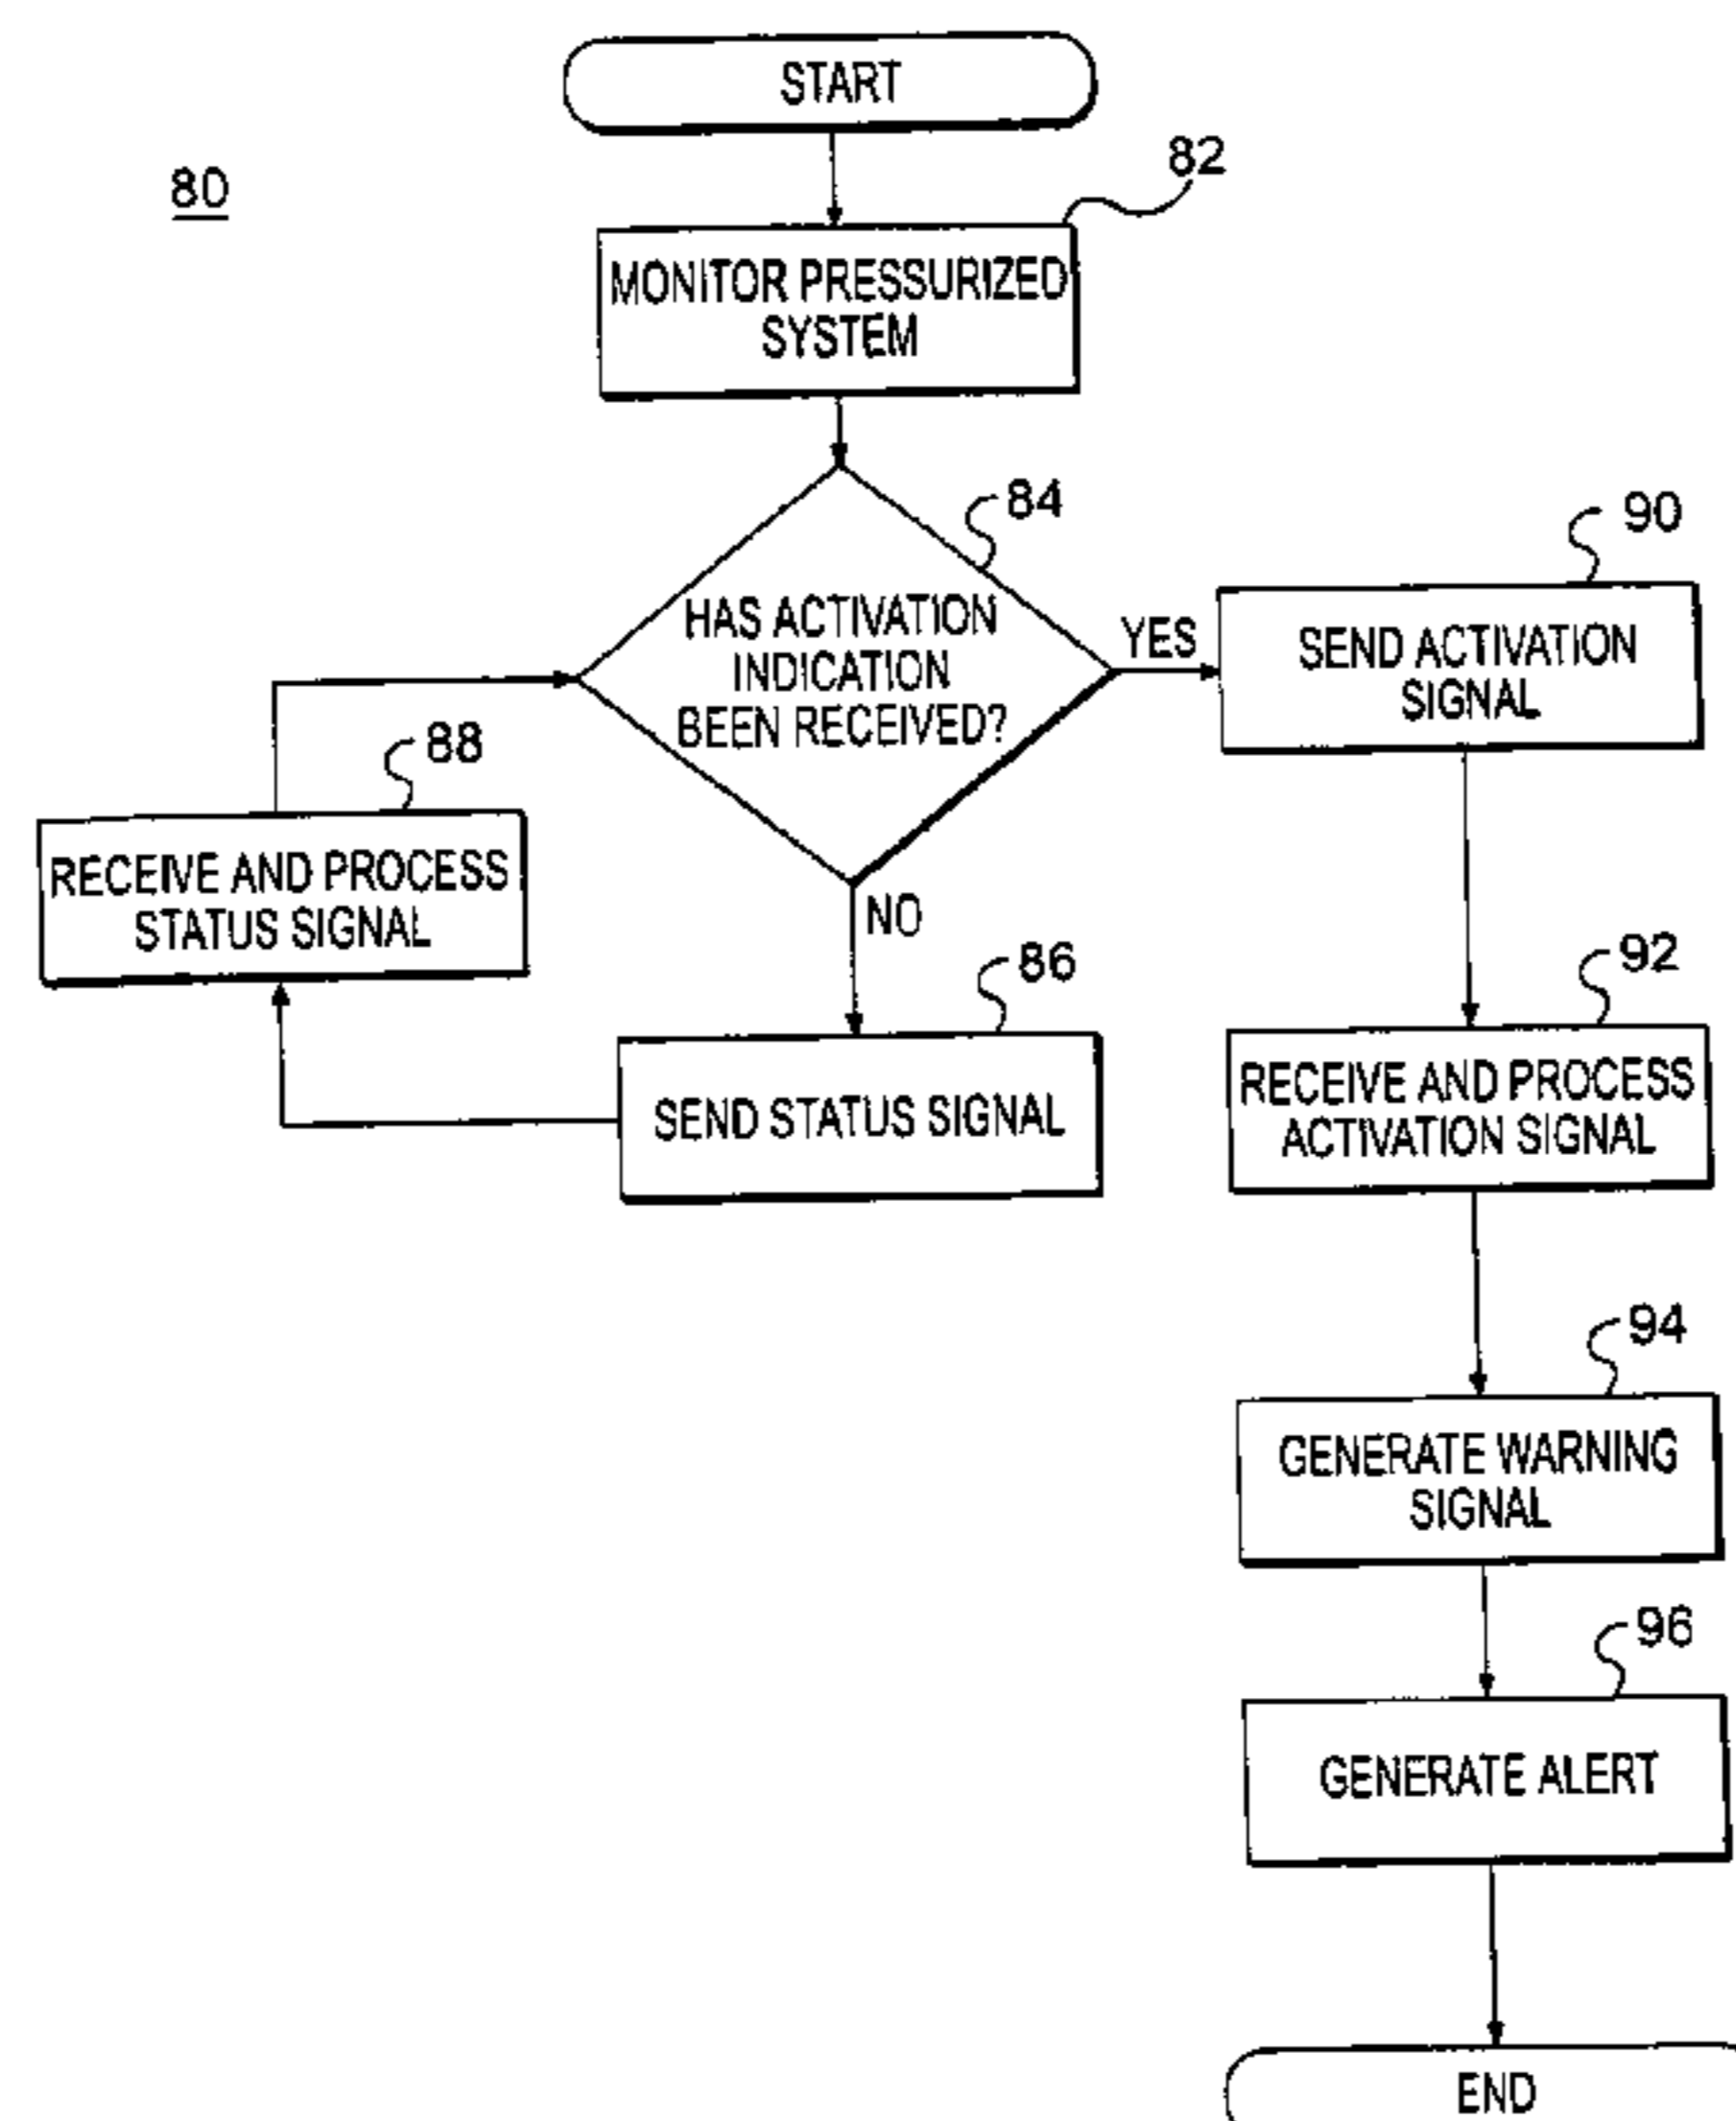 START
80
82
MONITOR PRESSURIZED
SYSTEM
84
HAS ACTIVATION
INDICATION
BEEN RECEIVED?
YES
90
SEND ACTIVATION
SIGNAL
88
RECEIVE AND PROCESS
STATUS SIGNAL
NO
86
SEND STATUS SIGNAL
92
RECEIVE AND PROCESS
ACTIVATION SIGNAL
94
GENERATE WARNING
SIGNAL
96
GENERATE ALERT
END